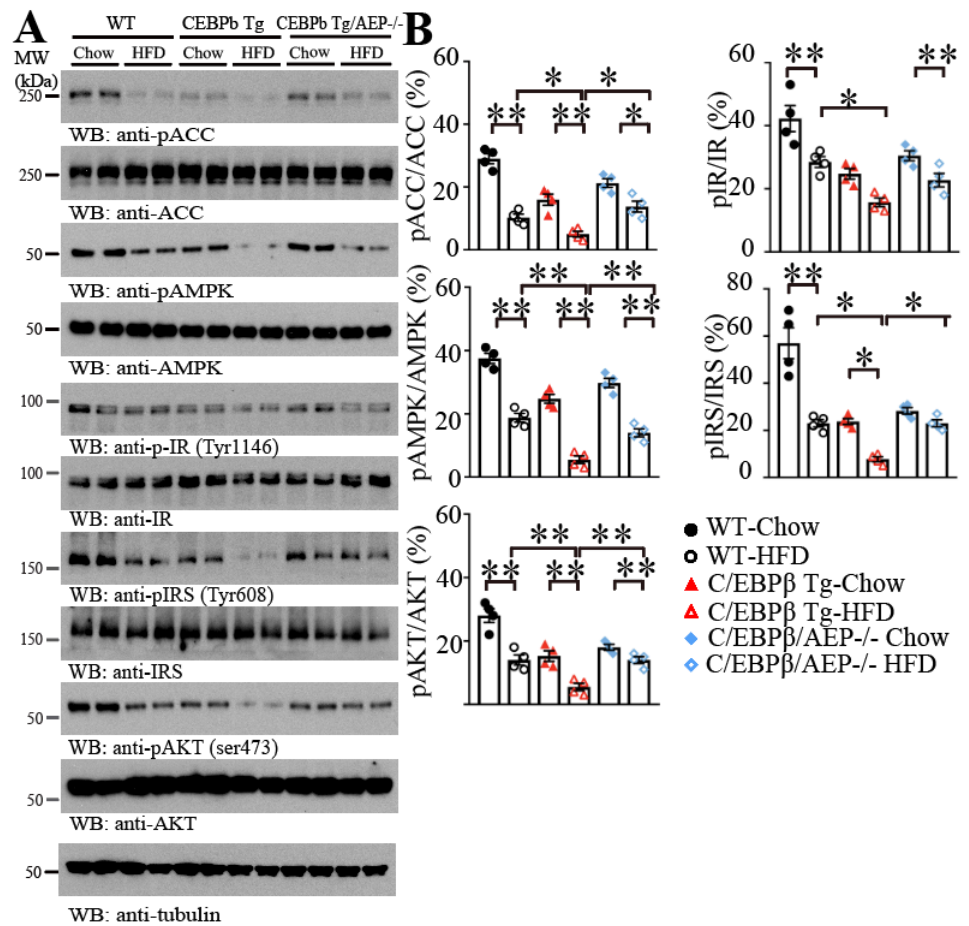 A
WT
CEBPb Tg
CEBPb Tg/AEP-/-
MW
(kDa)
Chow
HFD
Chow
HFD
Chow
HFD
250
WB: anti-pACC
250
WB: anti-ACC
50
WB: anti-pAMPK
50
WB: anti-AMPK
100
WB: anti-p-IR (Tyr1146)
100
WB: anti-IR
150
WB: anti-pIRS (Tyr608)
150
WB: anti-IRS
50
WB: anti-pAKT (ser473)
50
WB: anti-AKT
50
WB: anti-tubulin
B
pACC/ACC (%)
60
40
20
0
** * ** * *
pIR/IR (%)
60
40
20
0
** * **
pAMPK/AMPK (%)
60
40
20
0
** ** ** ** **
pIRS/IRS (%)
80
60
40
20
0
** * * *
pAKT/AKT (%)
60
40
20
** ** ** ** **
WT-Chow
WT-HFD
C/EBPβ Tg-Chow
C/EBPβ Tg-HFD
C/EBPβ/AEP-/- Chow
C/EBPβ/AEP-/- HFD